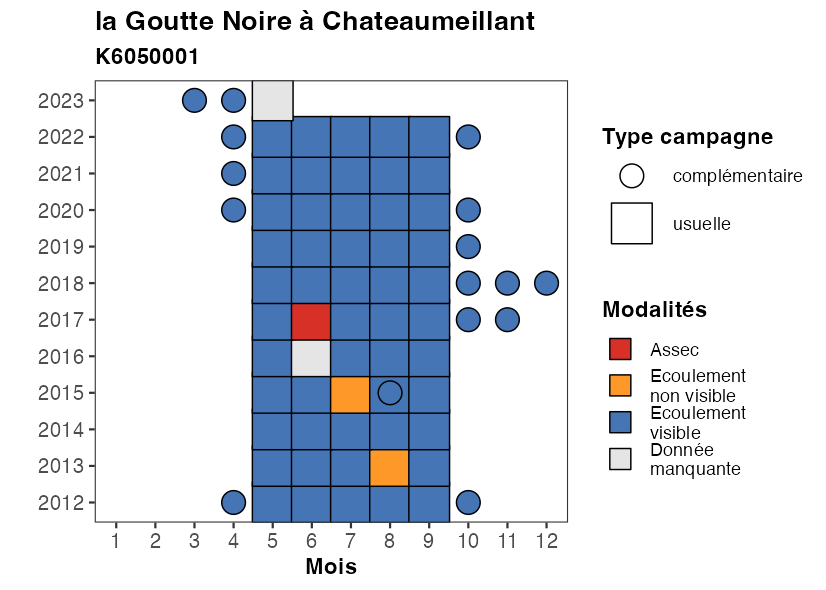 la Goutte Noire à Chateaumeillant
K6050001
2023
2022
2021
2020
2019
2018
2017
2016
2015
2014
2013
2012
1 2 3 4 5 6 7 8 9 10 11 12
Mois
Type campagne
complémentaire
usuelle
Modalités
Assec
Ecoulement
non visible
Ecoulement
visible
Donnée
manquante